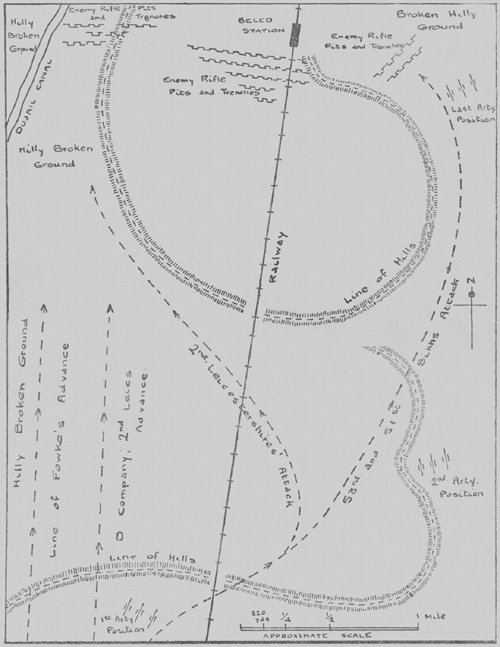 Hilly
Broken
Ground
Enemy Rifle Pits
and Trenches
BELED
STATION
Broken Hilly
Ground
Enemy Rifle
Pits and Trenches
DUJAIL CANAL
Enemy Rifle
Pits and Trenches
Last Arty.
Position
Hilly Broken
Ground
RAILWAY
Line of Hills
N
53rd. and 51st Sikhs Attack
2nd. Leicestershires Attack
Hilly Broken Ground
Line of Fowke's Advance
D Company, 2nd Leics
Advance
2nd Arty.
Position
Line of Hills
1st Arty
Position
220
yds
1/4
1/2
Mile
APPROXIMATE SCALE